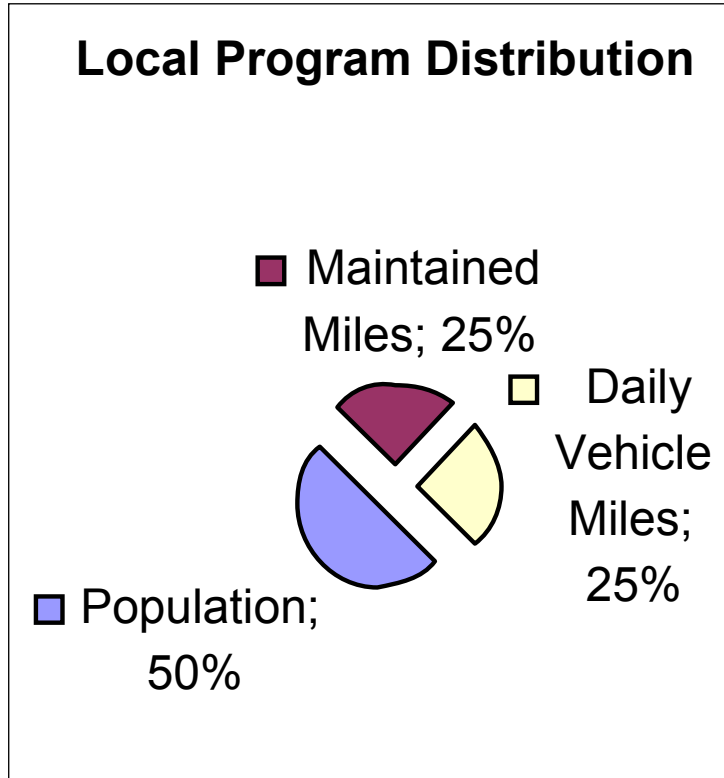 Local Program Distribution
Maintained
Miles; 25%
Daily
Vehicle
Miles;
25%
Population;
50%